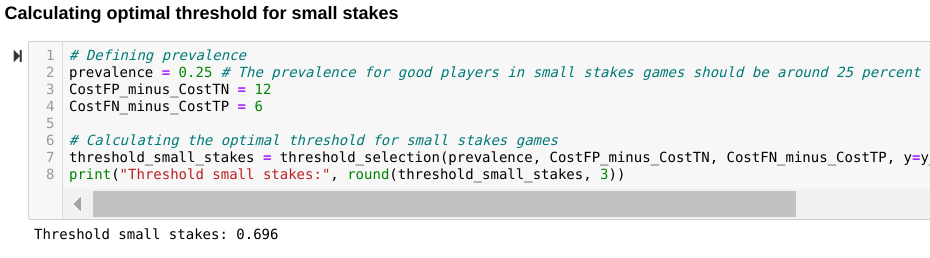 Calculating optimal threshold for small stakes
1 # Defining prevalence
2 prevalence = 0.25 # The prevalence for good players in small stakes games should be around 25 percent
3 CostFP_minus_CostTN = 12
4 CostFN_minus_CostTP = 6
5
6 # Calculating the optimal threshold for small stakes games
7 threshold_small_stakes = threshold_selection(prevalence, CostFP_minus_CostTN, CostFN_minus_CostTP, y=y
8 print("Threshold small stakes:", round(threshold_small_stakes, 3))
Threshold small stakes: 0.696